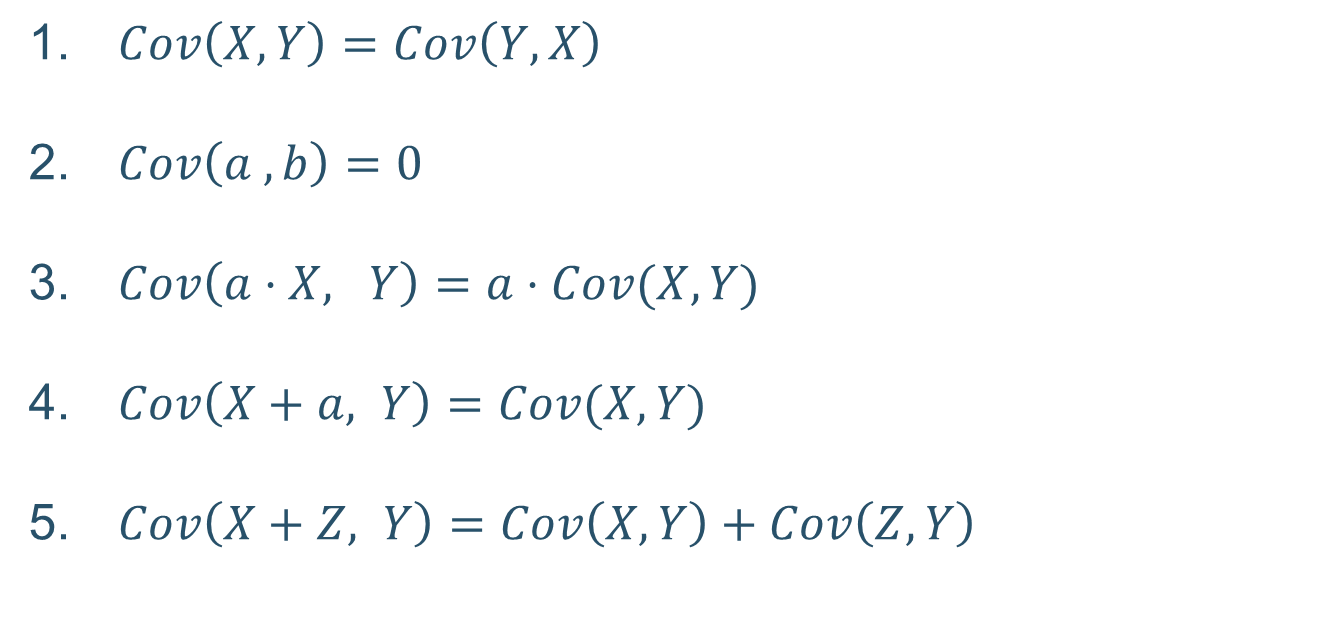 1. Cov(X, Y) = Cov(Y, X)
2. Cov(a , b) = 0
3. Cov(a · X, Y) = a · Cov(X, Y)
4. Cov(X + a, Y) = Cov(X, Y)
5. Cov(X + Z, Y) = Cov(X, Y) + Cov(Z, Y)